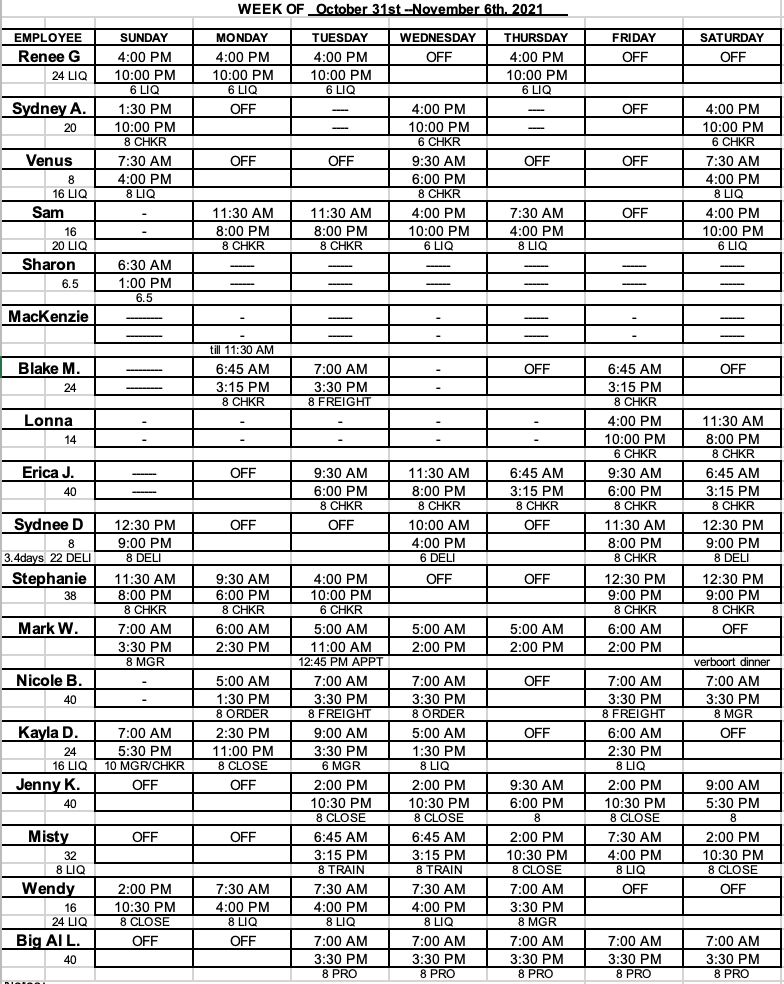 WEEK OF October 31st --November 6th, 2021
EMPLOYEE SUNDAY MONDAY TUESDAY WEDNESDAY THURSDAY FRIDAY SATURDAY
Renee G 4:00 PM 4:00 PM 4:00 PM OFF 4:00 PM OFF OFF
24 LIQ 10:00 PM 10:00 PM 10:00 PM 10:00 PM
6 LIQ 6 LIQ 6 LIQ 6 LIQ
Sydney A. 1:30 PM OFF ---- 4:00 PM ---- OFF 4:00 PM
20 10:00 PM ---- 10:00 PM ---- 10:00 PM
8 CHKR 6 CHKR 6 CHKR
Venus 7:30 AM OFF OFF 9:30 AM OFF OFF 7:30 AM
8 4:00 PM 6:00 PM 4:00 PM
16 LIQ 8 LIQ 8 CHKR 8 LIQ
Sam - 11:30 AM 11:30 AM 4:00 PM 7:30 AM OFF 4:00 PM
16 - 8:00 PM 8:00 PM 10:00 PM 4:00 PM 10:00 PM
20 LIQ 8 CHKR 8 CHKR 6 LIQ 8 LIQ 6 LIQ
Sharon 6:30 AM ------ ------ ------ ------ ------ ------
6.5 1:00 PM ------ ------ ------ ------ ------ ------
6.5
MacKenzie --------- - ------ - ------ - ------
--------- - ------ - ------ - ------
till 11:30 AM
Blake M. --------- 6:45 AM 7:00 AM - OFF 6:45 AM OFF
24 --------- 3:15 PM 3:30 PM - 3:15 PM
8 CHKR 8 FREIGHT 8 CHKR
Lonna - - - - - 4:00 PM 11:30 AM
14 - - - - - 10:00 PM 8:00 PM
6 CHKR 8 CHKR
Erica J. ------ OFF 9:30 AM 11:30 AM 6:45 AM 9:30 AM 6:45 AM
40 ------ 6:00 PM 8:00 PM 3:15 PM 6:00 PM 3:15 PM
8 CHKR 8 CHKR 8 CHKR 8 CHKR 8 CHKR
Sydnee D 12:30 PM OFF OFF 10:00 AM OFF 11:30 AM 12:30 PM
8 9:00 PM 4:00 PM 8:00 PM 9:00 PM
3.4days 22 DELI 8 DELI 6 DELI 8 CHKR 8 DELI
Stephanie 11:30 AM 9:30 AM 4:00 PM OFF OFF 12:30 PM 12:30 PM
38 8:00 PM 6:00 PM 10:00 PM 9:00 PM 9:00 PM
8 CHKR 8 CHKR 6 CHKR 8 CHKR 8 CHKR
Mark W. 7:00 AM 6:00 AM 5:00 AM 5:00 AM 5:00 AM 6:00 AM OFF
3:30 PM 2:30 PM 11:00 AM 2:00 PM 2:00 PM 2:00 PM
8 MGR 12:45 PM APPT verboort dinner
Nicole B. - 5:00 AM 7:00 AM 7:00 AM OFF 7:00 AM 7:00 AM
40 - 1:30 PM 3:30 PM 3:30 PM 3:30 PM 3:30 PM
8 ORDER 8 FREIGHT 8 ORDER 8 FREIGHT 8 MGR
Kayla D. 7:00 AM 2:30 PM 9:00 AM 5:00 AM OFF 6:00 AM OFF
24 5:30 PM 11:00 PM 3:30 PM 1:30 PM 2:30 PM
16 LIQ 10 MGR/CHKR 8 CLOSE 6 MGR 8 LIQ 8 LIQ
Jenny K. OFF OFF 2:00 PM 2:00 PM 9:30 AM 2:00 PM 9:00 AM
40 10:30 PM 10:30 PM 6:00 PM 10:30 PM 5:30 PM
8 CLOSE 8 CLOSE 8 8 CLOSE 8
Misty OFF OFF 6:45 AM 6:45 AM 2:00 PM 7:30 AM 2:00 PM
32 3:15 PM 3:15 PM 10:30 PM 4:00 PM 10:30 PM
8 LIQ 8 TRAIN 8 TRAIN 8 CLOSE 8 LIQ 8 CLOSE
Wendy 2:00 PM 7:30 AM 7:30 AM 7:30 AM 7:00 AM OFF OFF
16 10:30 PM 4:00 PM 4:00 PM 4:00 PM 3:30 PM
24 LIQ 8 CLOSE 8 LIQ 8 LIQ 8 LIQ 8 MGR
Big Al L. OFF OFF 7:00 AM 7:00 AM 7:00 AM 7:00 AM 7:00 AM
40 3:30 PM 3:30 PM 3:30 PM 3:30 PM 3:30 PM
8 PRO 8 PRO 8 PRO 8 PRO 8 PRO